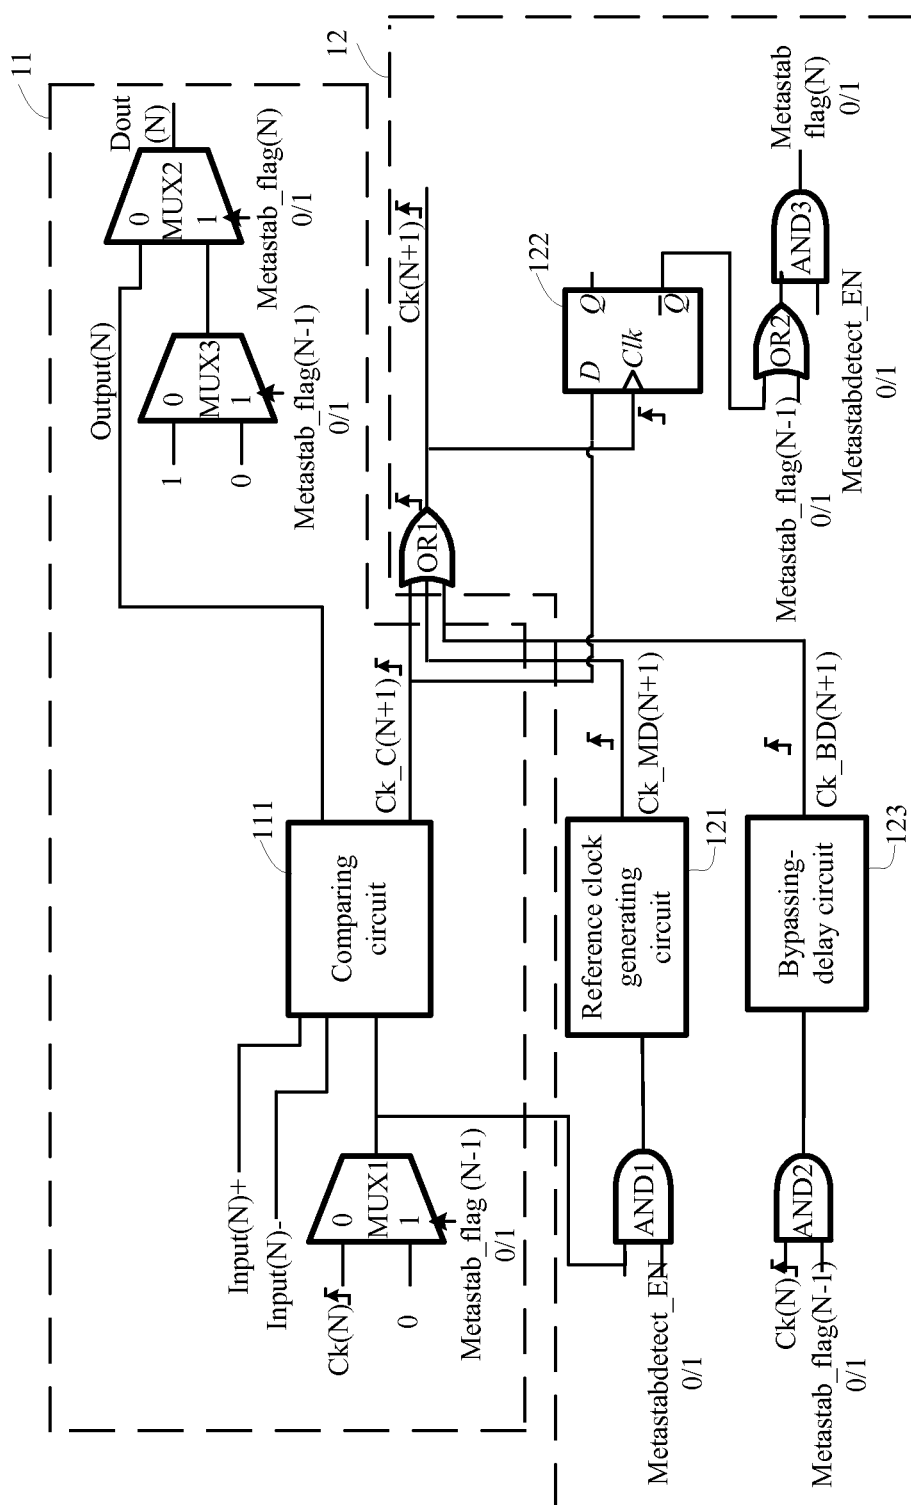 11
12
Output(N)
Dout
(N)
0
MUX2
1
Metastab_flag(N)
0/1
1
0
0
MUX3
1
Metastab_flag(N-1)
0/1
Input(N)+
Input(N)-
111
Comparing
circuit
Ck(N)
0
0
MUX1
1
Metastab_flag (N-1)
0/1
Ck_C(N+1)
OR1
Ck(N+1)
122
D
Q
Clk
Q
Metastab_flag(N-1)
0/1
OR2
Metastabdetect_EN
0/1
AND3
Metastab
flag(N)
0/1
Metastabdetect_EN
0/1
AND1
Reference clock
generating
circuit
121
Ck_MD(N+1)
Ck(N)
Metastab_flag(N-1)
0/1
AND2
Bypassing-
delay circuit
123
Ck_BD(N+1)